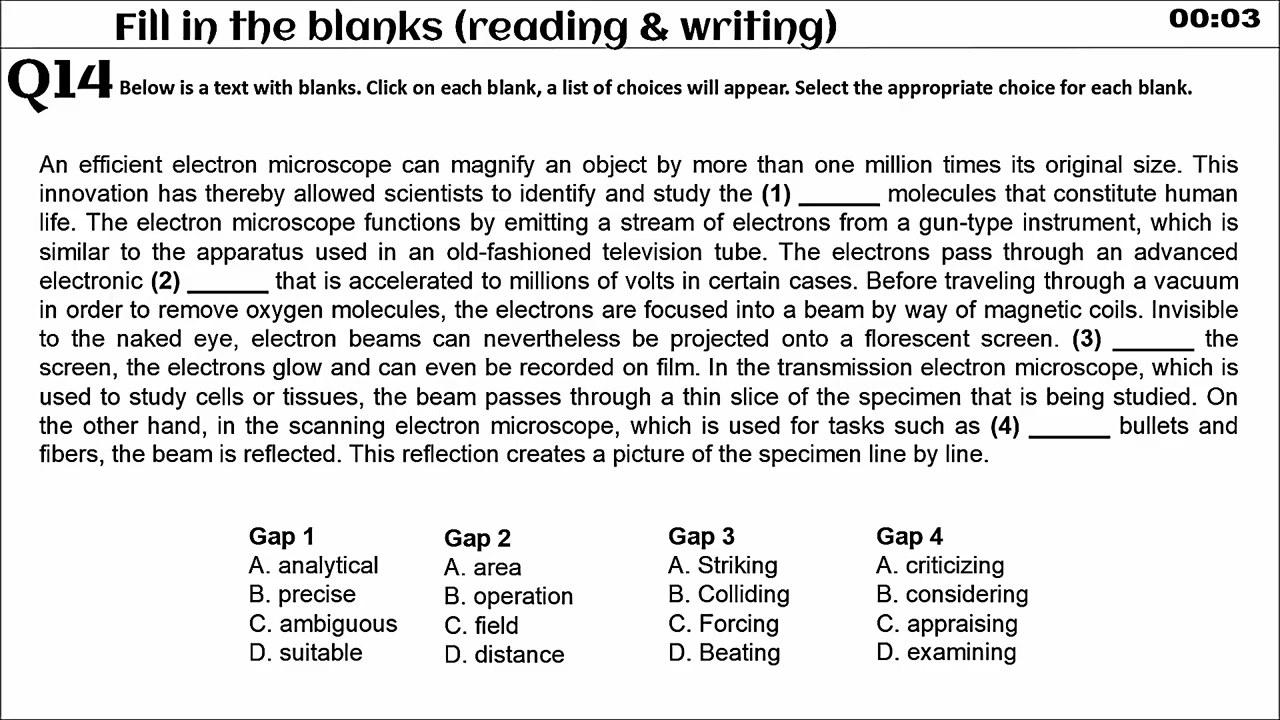 Fill in the blanks (reading & writing)
00:03
Q14 Below is a text with blanks. Click on each blank, a list of choices will appear. Select the appropriate choice for each blank.
An efficient electron microscope can magnify an object by more than one million times its original size. This
innovation has thereby allowed scientists to identify and study the (1) ______ molecules that constitute human
life. The electron microscope functions by emitting a stream of electrons from a gun-type instrument, which is
similar to the apparatus used in an old-fashioned television tube. The electrons pass through an advanced
electronic (2) ______ that is accelerated to millions of volts in certain cases. Before traveling through a vacuum
in order to remove oxygen molecules, the electrons are focused into a beam by way of magnetic coils. Invisible
to the naked eye, electron beams can nevertheless be projected onto a florescent screen. (3) ______ the
screen, the electrons glow and can even be recorded on film. In the transmission electron microscope, which is
used to study cells or tissues, the beam passes through a thin slice of the specimen that is being studied. On
the other hand, in the scanning electron microscope, which is used for tasks such as (4) ______ bullets and
fibers, the beam is reflected. This reflection creates a picture of the specimen line by line.
Gap 1
A. analytical
B. precise
C. ambiguous
D. suitable
Gap 2
A. area
B. operation
C. field
D. distance
Gap 3
A. Striking
B. Colliding
C. Forcing
D. Beating
Gap 4
A. criticizing
B. considering
C. appraising
D. examining